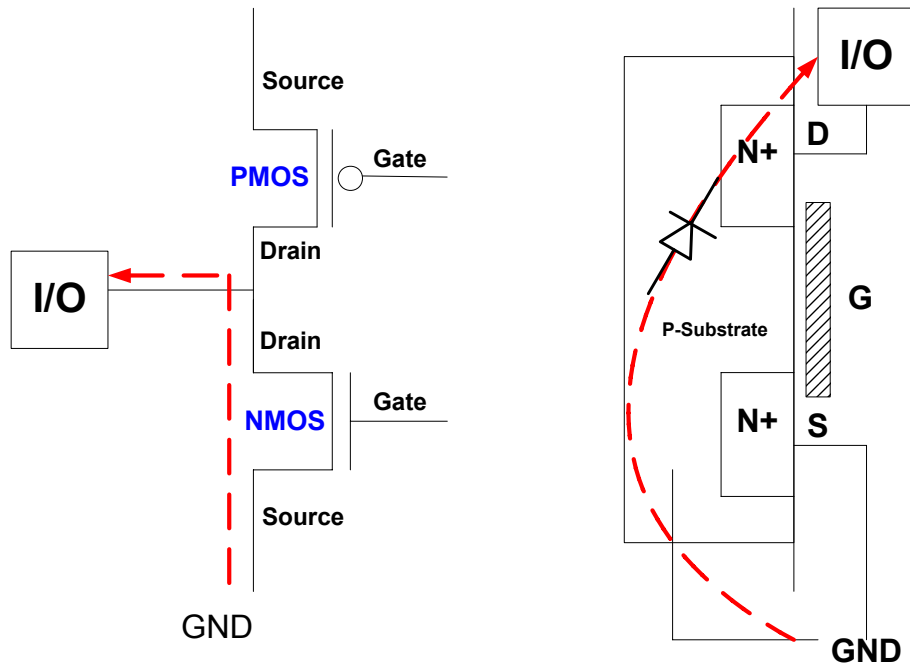 Source
PMOS
Gate
Drain
I/O
Drain
NMOS
Gate
Source
GND
I/O
D
N+
G
P-Substrate
N+
S
GND